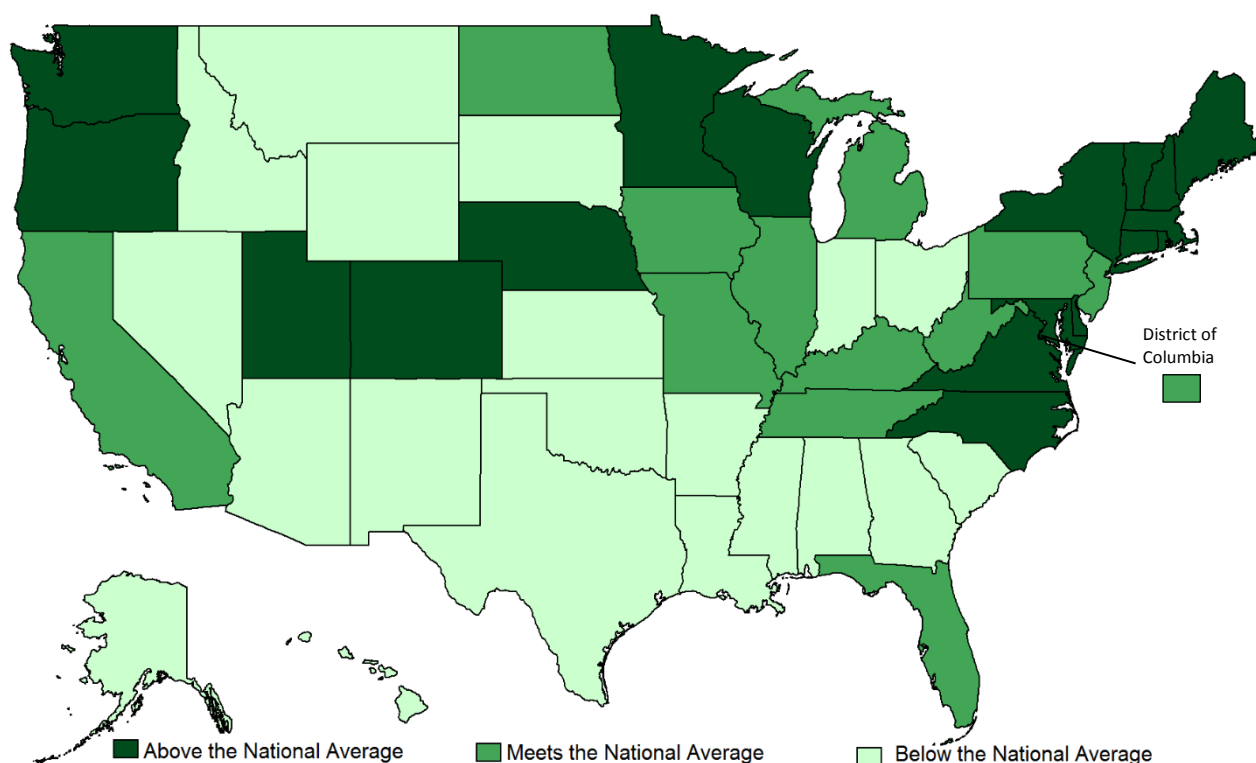 District of
Columbia
Above the National Average
Meets the National Average
Below the National Average